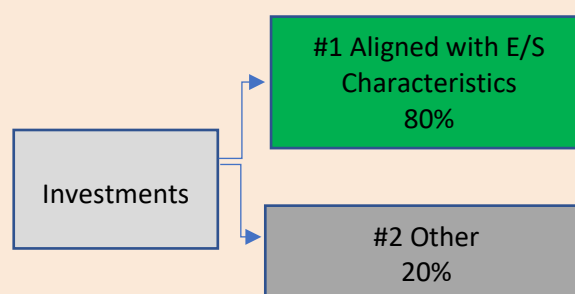 #1 Aligned with E/S
Characteristics
80%
Investments
#2 Other
20%